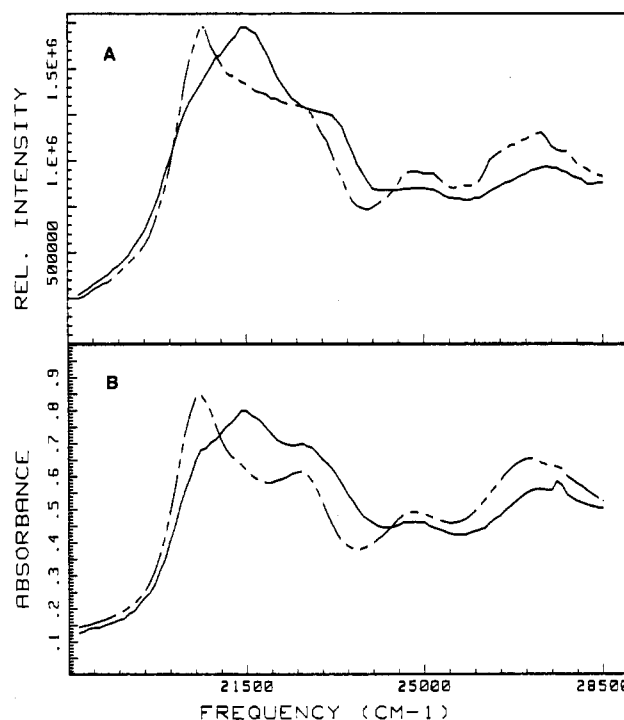 A
REL. INTENSITY
1.5E+6
1.0E+6
500000
B
ABSORBANCE
.9
.8
.7
.6
.5
.4
.3
.2
.1
21500
25000
28500
FREQUENCY (CM-1)